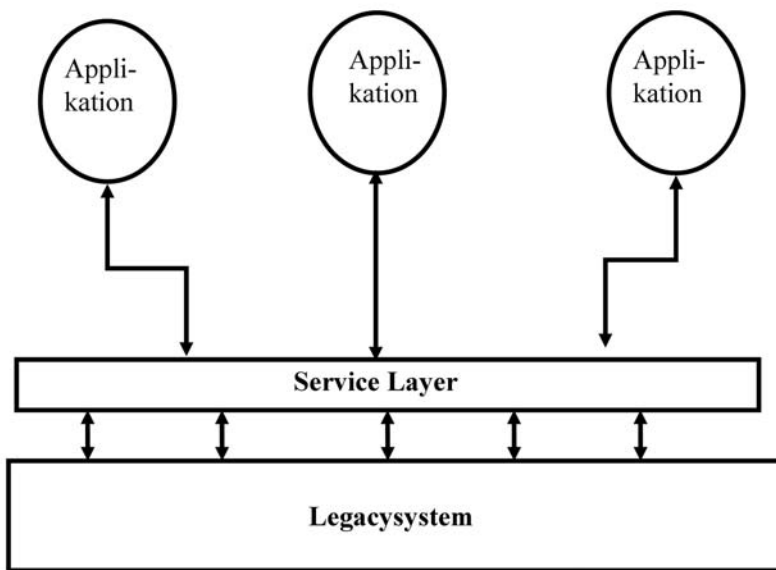 Appli-
kation
Appli-
kation
Appli-
kation
Service Layer
Legacysystem